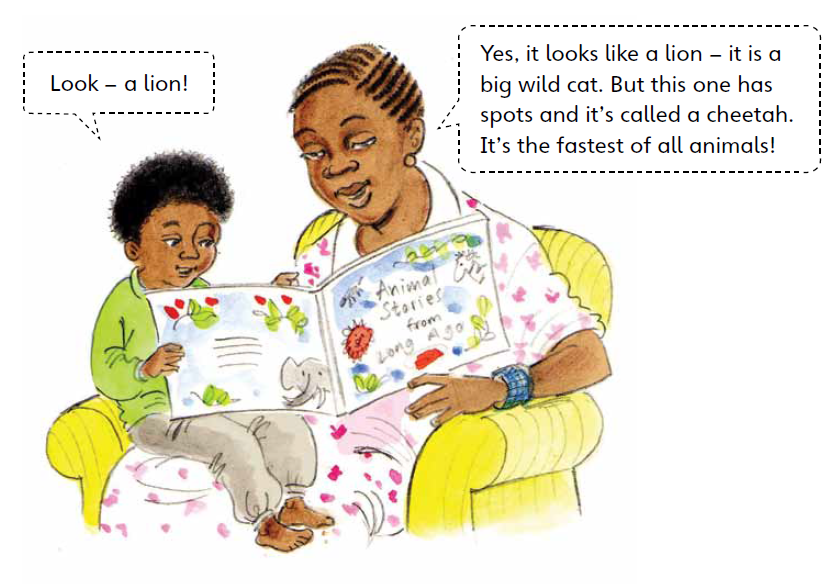 Look – a lion!
Yes, it looks like a lion – it is a
big wild cat. But this one has
spots and it's called a cheetah.
It's the fastest of all animals!
Animal
Stories
from
Long Ago